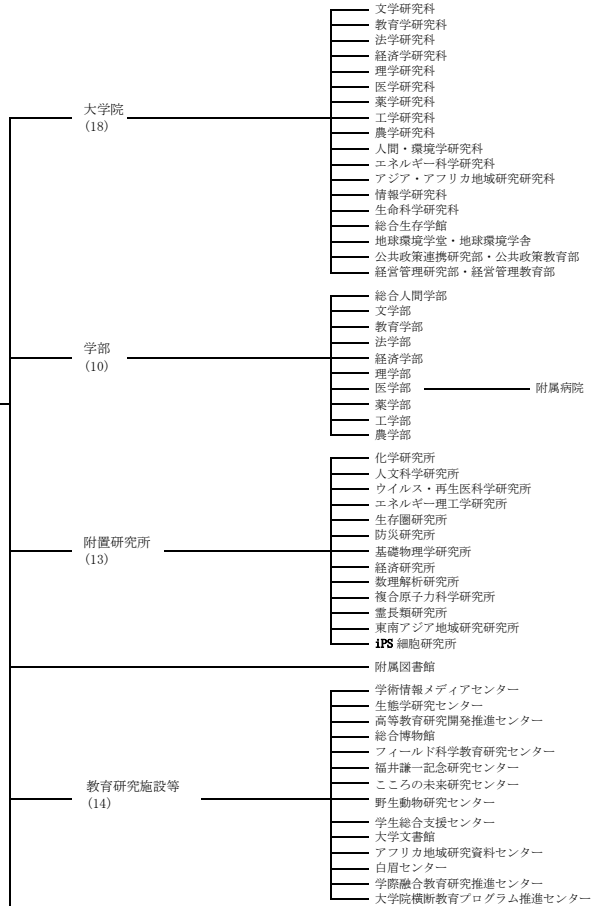 大学院
(18)
文学研究科
教育学研究科
法学研究科
経済学研究科
理学研究科
医学研究科
薬学研究科
工学研究科
農学研究科
人間・環境学研究科
エネルギー科学研究科
アジア・アフリカ地域研究研究科
情報学研究科
生命科学研究科
総合生存学館
地球環境学堂・地球環境学舎
公共政策連携研究部・公共政策教育部
経営管理研究部・経営管理教育部
学部
(10)
総合人間学部
文学部
教育学部
法学部
経済学部
理学部
医学部 附属病院
薬学部
工学部
農学部
附置研究所
(13)
化学研究所
人文科学研究所
ウイルス・再生医科学研究所
エネルギー理工学研究所
生存圏研究所
防災研究所
基礎物理学研究所
経済研究所
数理解析研究所
複合原子力科学研究所
霊長類研究所
東南アジア地域研究研究所
iPS 細胞研究所
附属図書館
教育研究施設等
(14)
学術情報メディアセンター
生態学研究センター
高等教育研究開発推進センター
総合博物館
フィールド科学教育研究センター
福井謙一記念研究センター
こころの未来研究センター
野生動物研究センター
学生総合支援センター
大学文書館
アフリカ地域研究資料センター
白眉センター
学際融合教育研究推進センター
大学院横断教育プログラム推進センター